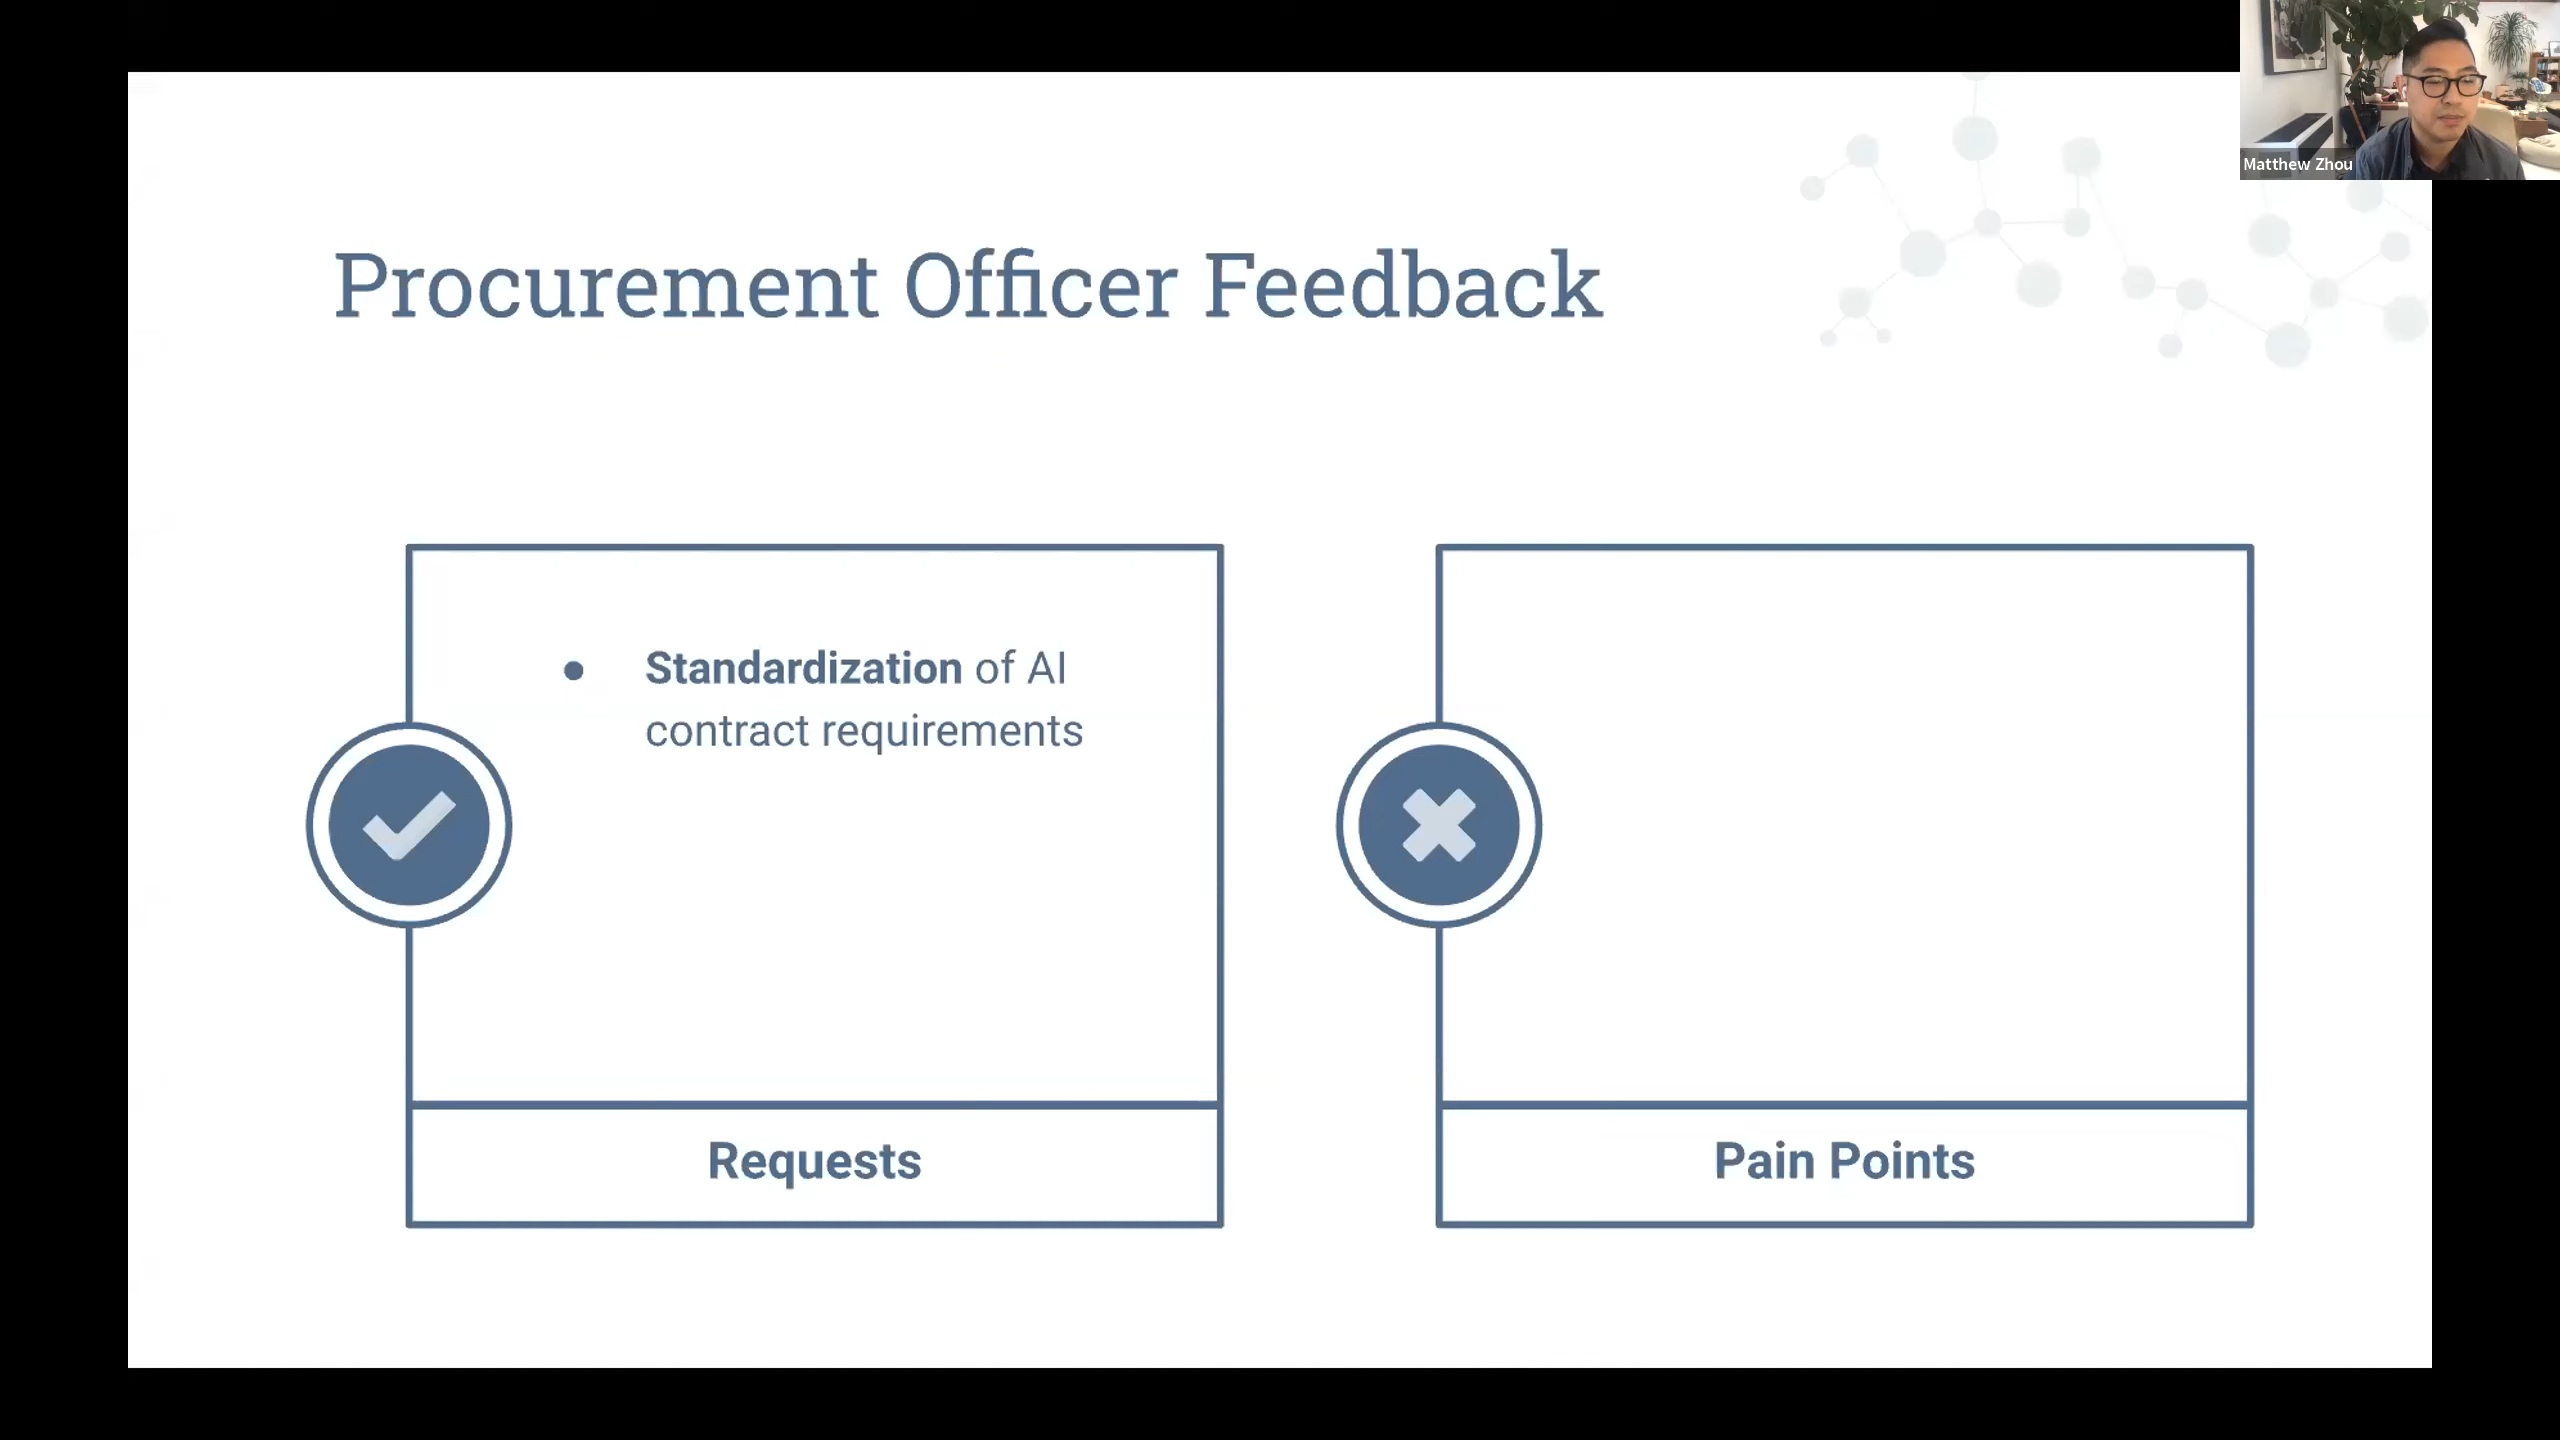 Matthew Zhou
Procurement Officer Feedback
● Standardization of AI
contract requirements
Requests
Pain Points